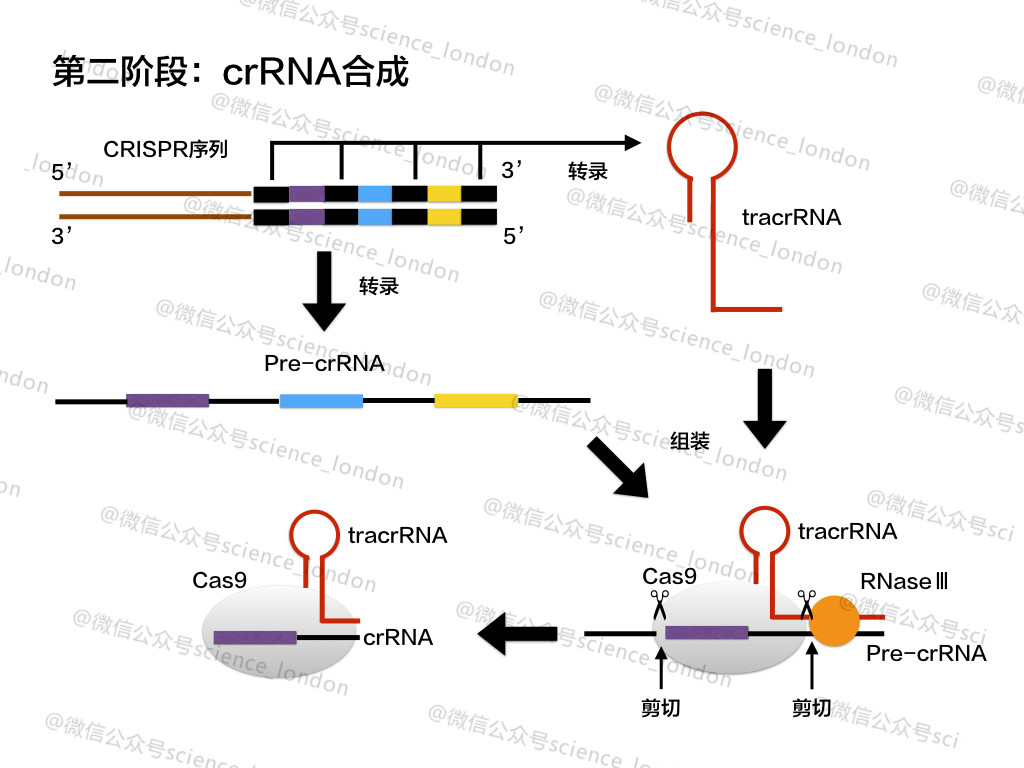 第二阶段：crRNA合成
CRISPR序列
5’
3’
3’
5’
转录
tracrRNA
转录
Pre-crRNA
组装
tracrRNA
Cas9
crRNA
tracrRNA
Cas9
RNase Ⅲ
Pre-crRNA
剪切
剪切
@微信公众号science_london